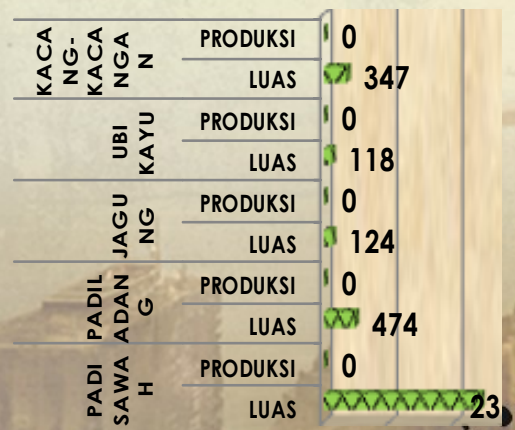 KACA
NG-
KACA
NGA
N
PRODUKSI 0
LUAS 347
UBI
KAYU
PRODUKSI 0
LUAS 118
JAGU
NG
PRODUKSI 0
LUAS 124
PADIL
ADAN
G
PRODUKSI 0
LUAS 474
PADI
SAWA
H
PRODUKSI 0
LUAS 23